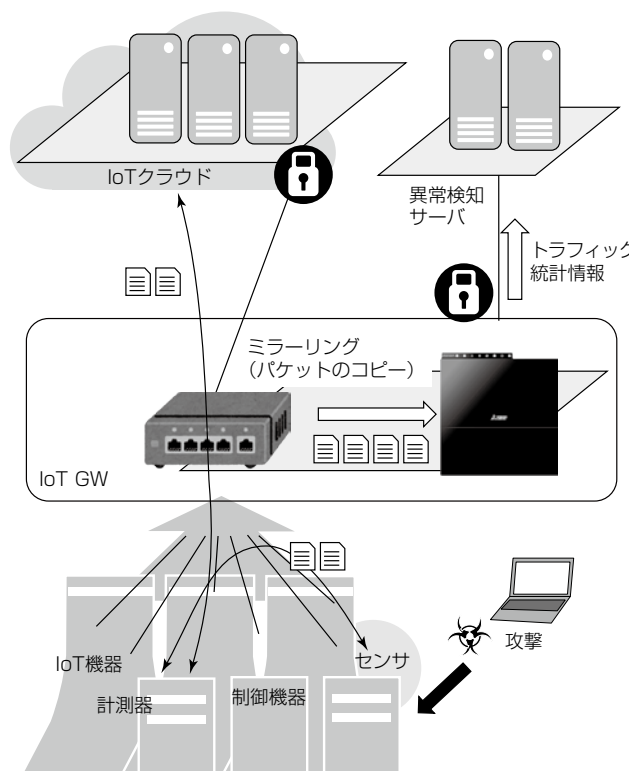 IoTクラウド
異常検知
サーバ
トラフィック
統計情報
ミラーリング
（パケットのコピー）
IoT GW
IoT機器
センサ
攻撃
計測器
制御機器